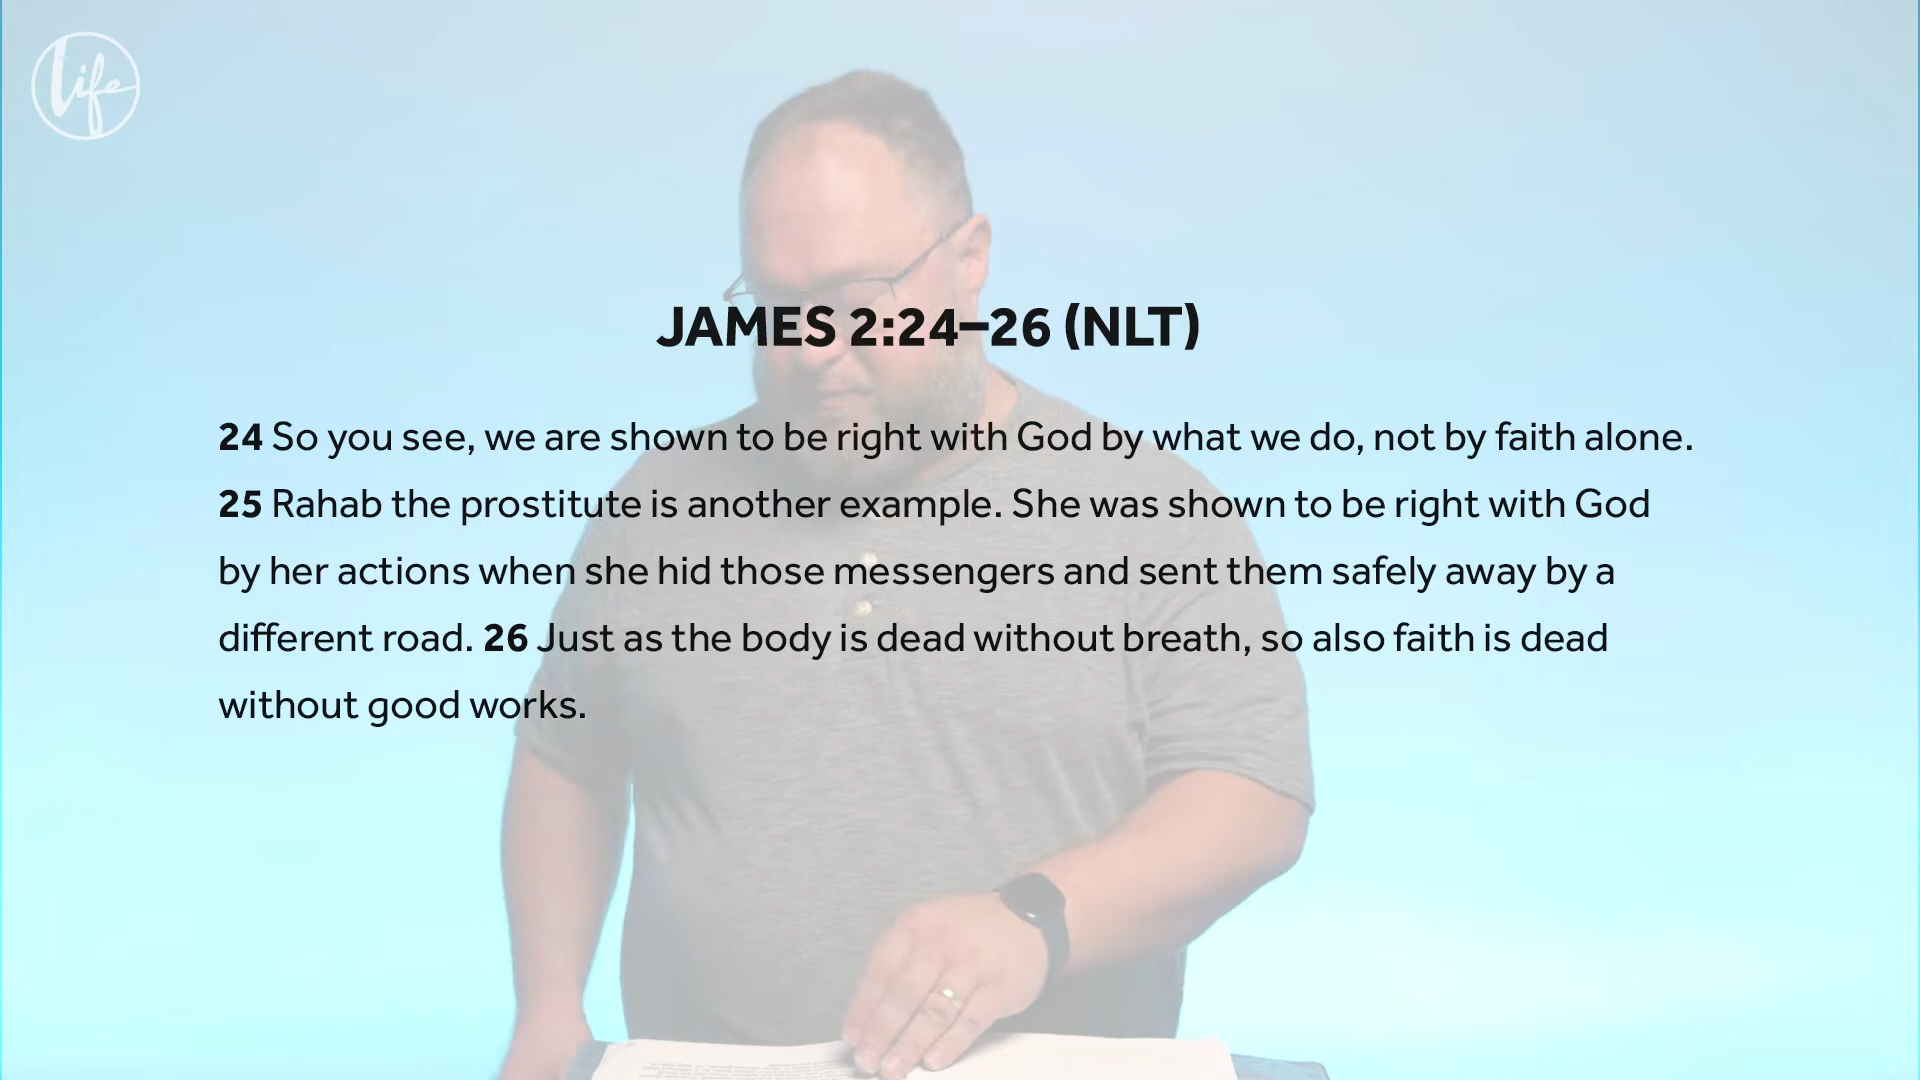 Life
JAMES 2:24–26 (NLT)
24 So you see, we are shown to be right with God by what we do, not by faith alone.
25 Rahab the prostitute is another example. She was shown to be right with God
by her actions when she hid those messengers and sent them safely away by a
different road. 26 Just as the body is dead without breath, so also faith is dead
without good works.